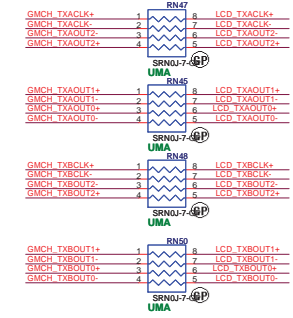 RN47
GMCH_TXACLK+ 1 8 LCD_TXACLK+
GMCH_TXACLK- 2 7 LCD_TXACLK-
GMCH_TXAOUT2- 3 6 LCD_TXAOUT2-
GMCH_TXAOUT2+ 4 5 LCD_TXAOUT2+
SRN0J-7-GP
UMA
RN45
GMCH_TXAOUT1+ 1 8 LCD_TXAOUT1+
GMCH_TXAOUT1- 2 7 LCD_TXAOUT1-
GMCH_TXAOUT0+ 3 6 LCD_TXAOUT0+
GMCH_TXAOUT0- 4 5 LCD_TXAOUT0-
SRN0J-7-GP
UMA
RN48
GMCH_TXBCLK+ 1 8 LCD_TXBCLK+
GMCH_TXBCLK- 2 7 LCD_TXBCLK-
GMCH_TXBOUT2- 3 6 LCD_TXBOUT2-
GMCH_TXBOUT2+ 4 5 LCD_TXBOUT2+
SRN0J-7-GP
UMA
RN50
GMCH_TXBOUT1+ 1 8 LCD_TXBOUT1+
GMCH_TXBOUT1- 2 7 LCD_TXBOUT1-
GMCH_TXBOUT0+ 3 6 LCD_TXBOUT0+
GMCH_TXBOUT0- 4 5 LCD_TXBOUT0-
SRN0J-7-GP
UMA